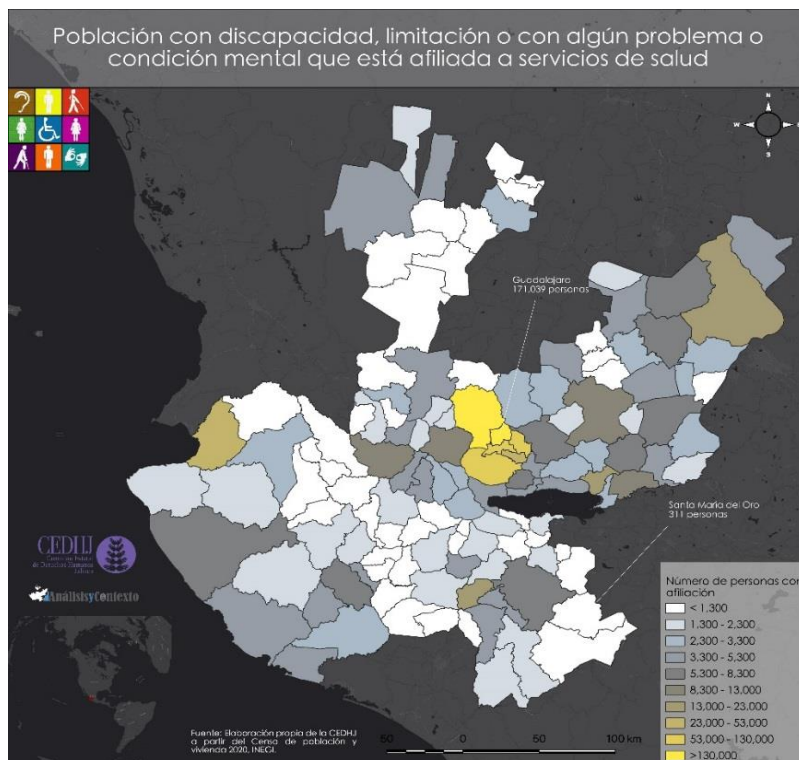 Población con discapacidad, limitación o con algún problema o
condición mental que está afiliada a servicios de salud
N
W
E
S
Guadalajara
171,039 personas
Santa María del Oro
311 personas
CEDHJ
AnálisisyContexto
Número de personas con
afiliación
< 1,300
1,300 - 2,300
2,300 - 3,300
3,300 - 5,300
5,300 - 8,300
8,300 - 13,000
13,000 - 23,000
23,000 - 53,000
53,000 - 130,000
>130,000
Fuente: Elaboración propia de la CEDHJ
a partir del Censo de población y
vivienda 2020, INEGI.
50 0 50 100 km